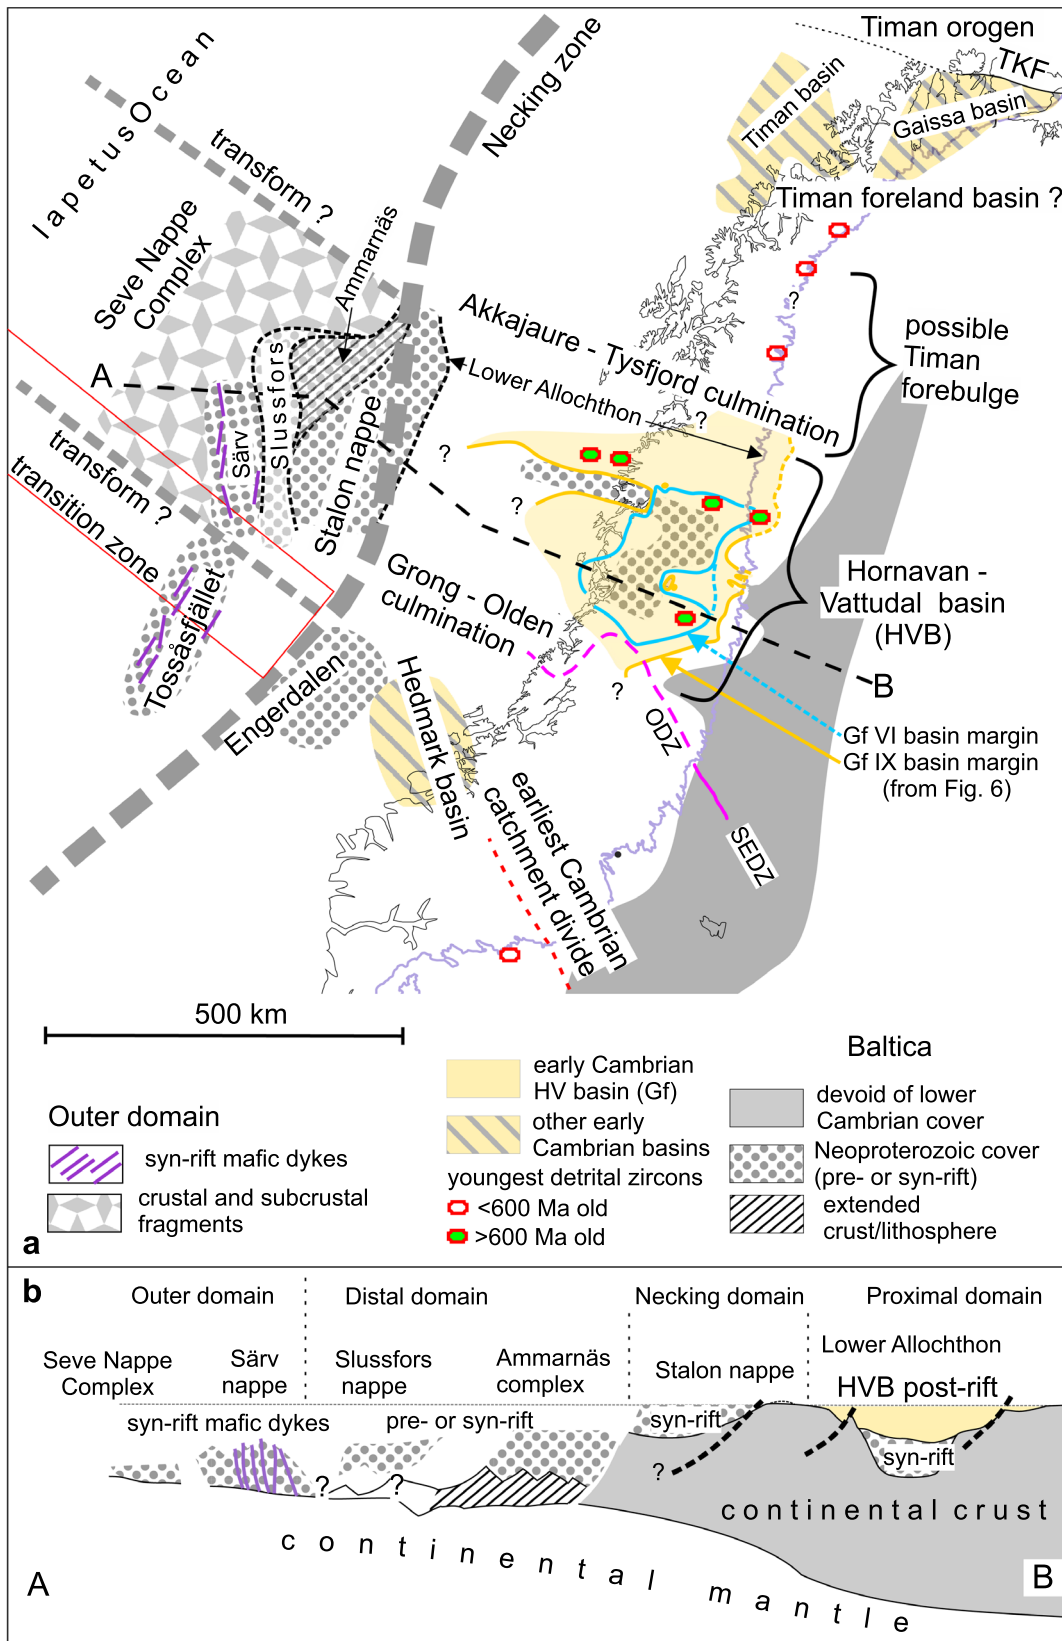 Timan orogen
TKF
Timan basin
Gaissa basin
Timan foreland basin ?
Iapetus Ocean
Necking zone
transform ?
Seve Nappe
Complex
Ammarnäs
A
Slussfors
Särv
Stalon nappe
Akkajaure - Tysfjord culmination
Lower Allochthon
?
?
possible
Timan
forebulge
?
?
transform ?
transition zone
Tossåsfjället
Engerdalen
Grong - Olden
culmination
Hornavan -
Vattudal basin
(HVB)
B
?
ODZ
SEDZ
Gf VI basin margin
Gf IX basin margin
(from Fig. 6)
Hedmark basin
earliest Cambrian
catchment divide
500 km
Outer domain
syn-rift mafic dykes
crustal and subcrustal
fragments
early Cambrian
HV basin (Gf)
other early
Cambrian basins
youngest detrital zircons
<600 Ma old
>600 Ma old
Baltica
devoid of lower
Cambrian cover
Neoproterozoic cover
(pre- or syn-rift)
extended
crust/lithosphere
a
b
Outer domain
Distal domain
Necking domain
Proximal domain
Seve Nappe
Complex
Särv
nappe
Slussfors
nappe
Ammarnäs
complex
Stalon nappe
Lower Allochthon
HVB post-rift
syn-rift mafic dykes
pre- or syn-rift
syn-rift
syn-rift
?
?
?
continental crust
continental mantle
A
B